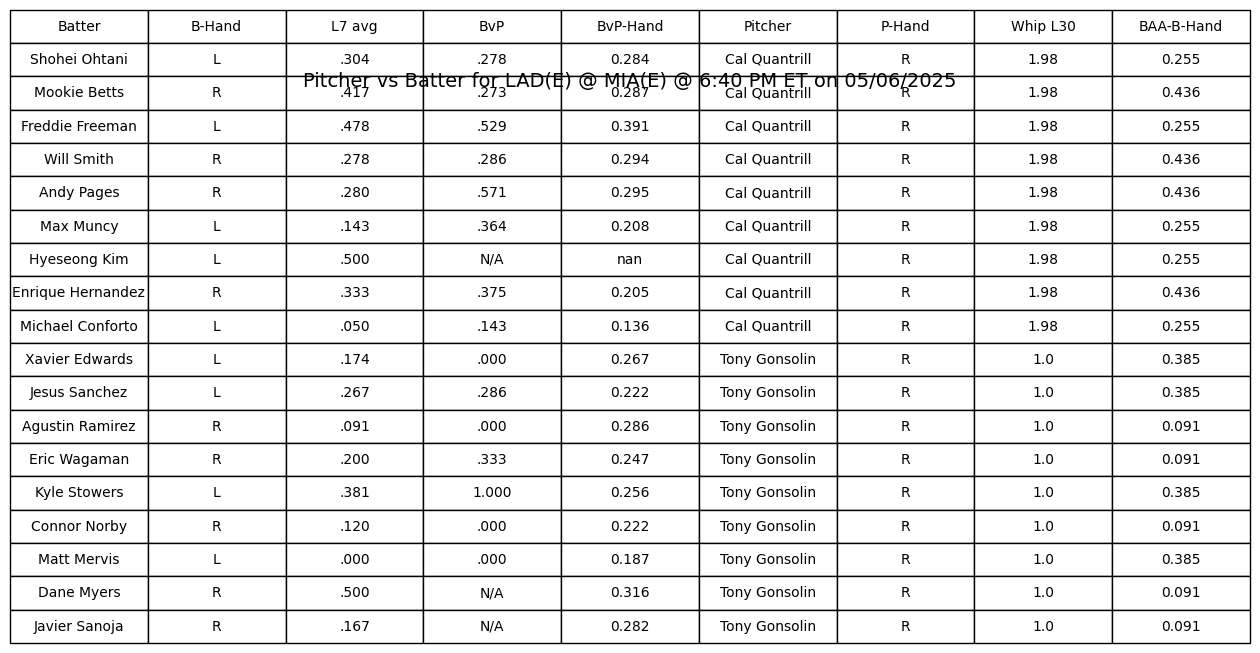 Batter B-Hand L7 avg BvP BvP-Hand Pitcher P-Hand Whip L30 BAA-B-Hand
Shohei Ohtani L .304 .278 0.284 Cal Quantrill R 1.98 0.255
Pitcher vs Batter for LAD(E) @ MIA(E) @ 6:40 PM ET on 05/06/2025
Mookie Betts R .417 .273 0.287 Cal Quantrill R 1.98 0.436
Freddie Freeman L .478 .529 0.391 Cal Quantrill R 1.98 0.255
Will Smith R .278 .286 0.294 Cal Quantrill R 1.98 0.436
Andy Pages R .280 .571 0.295 Cal Quantrill R 1.98 0.436
Max Muncy L .143 .364 0.208 Cal Quantrill R 1.98 0.255
Hyeseong Kim L .500 N/A nan Cal Quantrill R 1.98 0.255
Enrique Hernandez R .333 .375 0.205 Cal Quantrill R 1.98 0.436
Michael Conforto L .050 .143 0.136 Cal Quantrill R 1.98 0.255
Xavier Edwards L .174 .000 0.267 Tony Gonsolin R 1.0 0.385
Jesus Sanchez L .267 .286 0.222 Tony Gonsolin R 1.0 0.385
Agustin Ramirez R .091 .000 0.286 Tony Gonsolin R 1.0 0.091
Eric Wagaman R .200 .333 0.247 Tony Gonsolin R 1.0 0.091
Kyle Stowers L .381 1.000 0.256 Tony Gonsolin R 1.0 0.385
Connor Norby R .120 .000 0.222 Tony Gonsolin R 1.0 0.091
Matt Mervis L .000 .000 0.187 Tony Gonsolin R 1.0 0.385
Dane Myers R .500 N/A 0.316 Tony Gonsolin R 1.0 0.091
Javier Sanoja R .167 N/A 0.282 Tony Gonsolin R 1.0 0.091